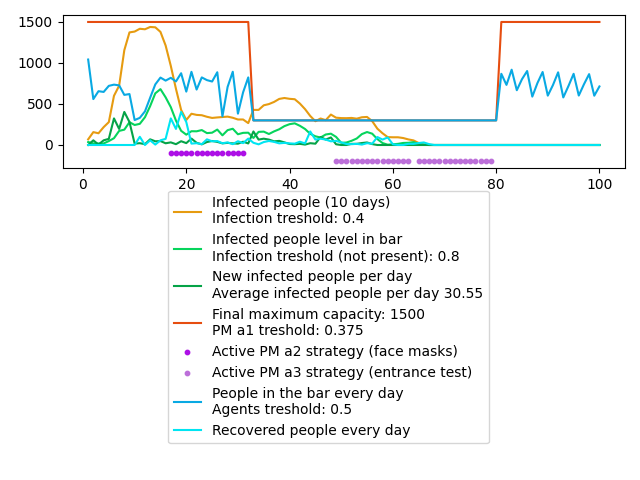 1500
1000
500
0
0 20 40 60 80 100
Infected people (10 days)
Infection treshold: 0.4
Infected people level in bar
Infection treshold (not present): 0.8
New infected people per day
Average infected people per day 30.55
Final maximum capacity: 1500
PM a1 treshold: 0.375
Active PM a2 strategy (face masks)
Active PM a3 strategy (entrance test)
People in the bar every day
Agents treshold: 0.5
Recovered people every day